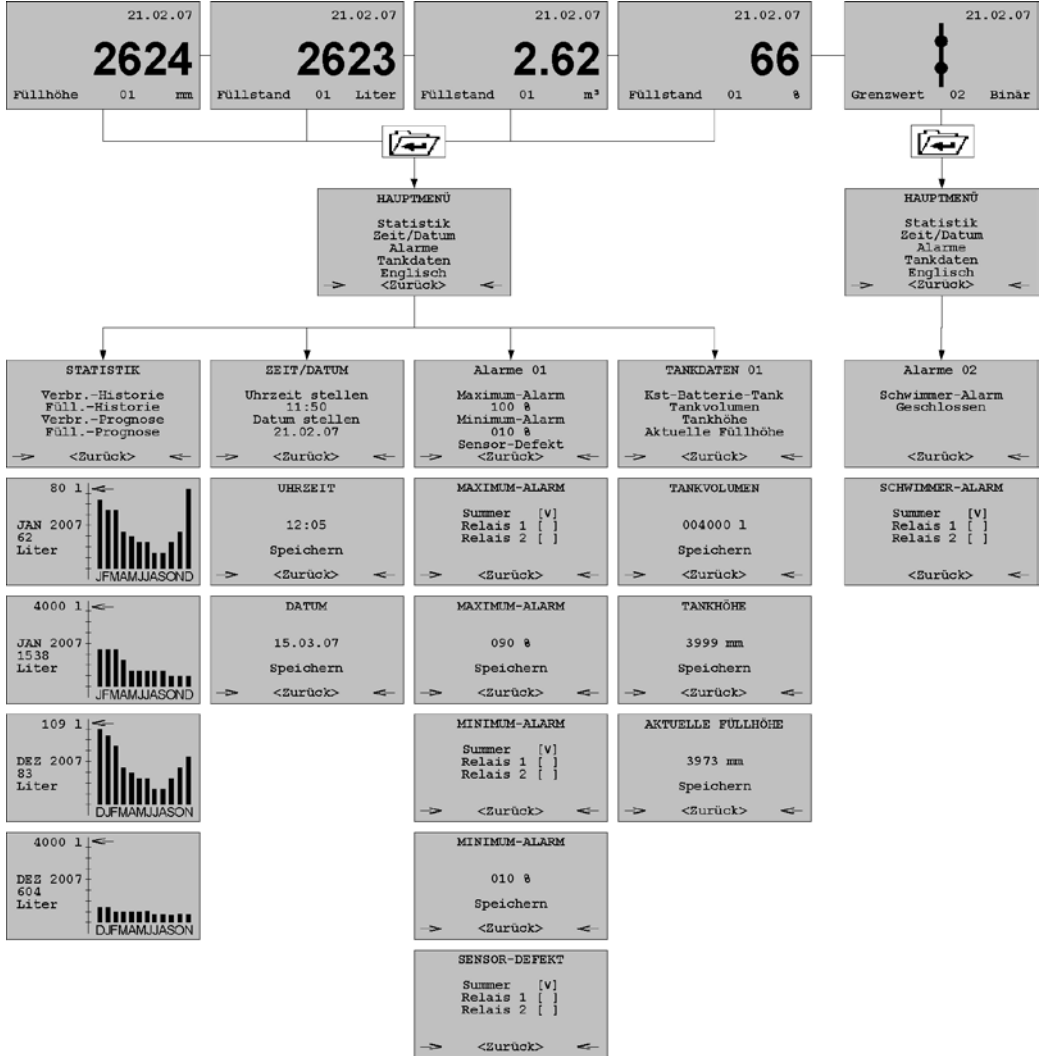 21.02.07
2624
Füllhöhe 01 mm
21.02.07
2623
Füllstand 01 Liter
21.02.07
2.62
Füllstand 01 m³
21.02.07
66
Füllstand 01 %
21.02.07
Grenzwert 02 Binär
HAUPTMENÜ
Statistik
Zeit/Datum
Alarme
Tankdaten
Englisch
<Zurück>
HAUPTMENÜ
Statistik
Zeit/Datum
Alarme
Tankdaten
Englisch
<Zurück>
STATISTIK
Verbr.-Historie
Füll.-Historie
Verbr.-Prognose
Füll.-Prognose
<Zurück>
ZEIT/DATUM
Uhrzeit stellen
11:50
Datum stellen
21.02.07
<Zurück>
Alarme 01
Maximum-Alarm
100 %
Minimum-Alarm
010 %
Sensor-Defekt
<Zurück>
TANKDATEN 01
Kst-Batterie-Tank
Tankvolumen
Tankhöhe
Aktuelle Füllhöhe
<Zurück>
Alarme 02
Schwimmer-Alarm
Geschlossen
<Zurück>
80 l
JAN 2007
62
Liter
JFMAMJJASOND
UHRZEIT
12:05
Speichern
<Zurück>
MAXIMUM-ALARM
Summer [V]
Relais 1 [ ]
Relais 2 [ ]
<Zurück>
TANKVOLUMEN
004000 l
Speichern
<Zurück>
SCHWIMMER-ALARM
Summer [V]
Relais 1 [ ]
Relais 2 [ ]
<Zurück>
4000 l
JAN 2007
1538
Liter
JFMAMJJASOND
DATUM
15.03.07
Speichern
<Zurück>
MAXIMUM-ALARM
090 %
Speichern
<Zurück>
TANKHÖHE
3999 mm
Speichern
<Zurück>
109 l
DEZ 2007
83
Liter
DJFMAMJJASON
MINIMUM-ALARM
Summer [V]
Relais 1 [ ]
Relais 2 [ ]
<Zurück>
AKTUELLE FÜLLHÖHE
3973 mm
Speichern
<Zurück>
4000 l
DEZ 2007
604
Liter
DJFMAMJJASON
MINIMUM-ALARM
010 %
Speichern
<Zurück>
SENSOR-DEFEKT
Summer [V]
Relais 1 [ ]
Relais 2 [ ]
<Zurück>